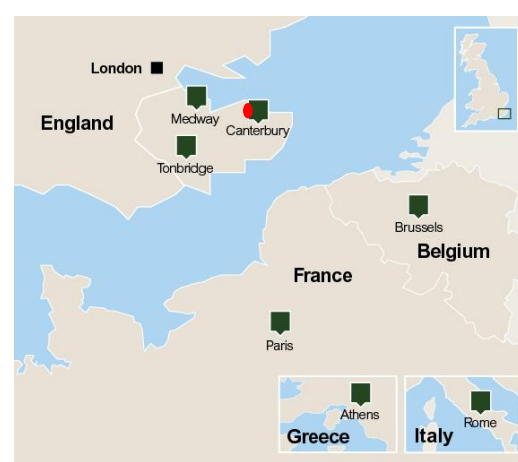 London
England
Medway
Canterbury
Tonbridge
Brussels
Belgium
France
Paris
Athens
Greece
Rome
Italy